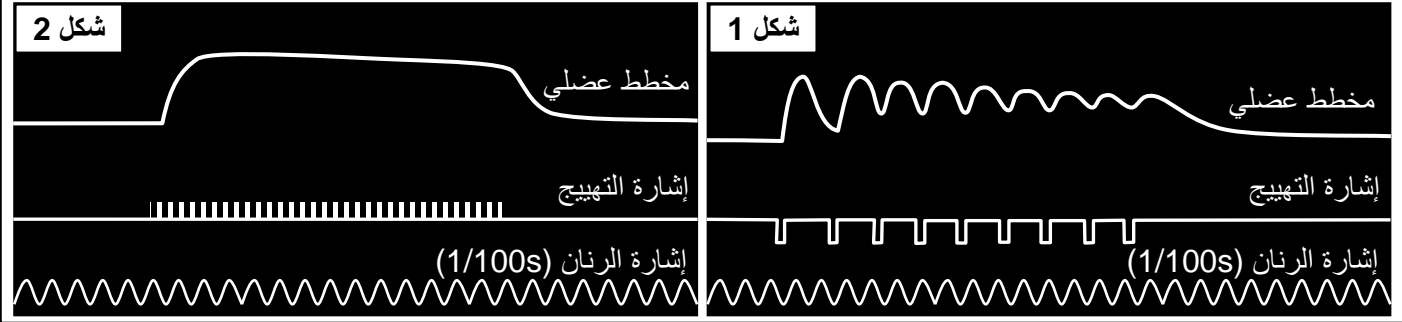 شكل 1
مخطط عضلي
إشارة التهييج
إشارة الرنان (1/100s)
شكل 2
مخطط عضلي
إشارة التهييج
إشارة الرنان (1/100s)